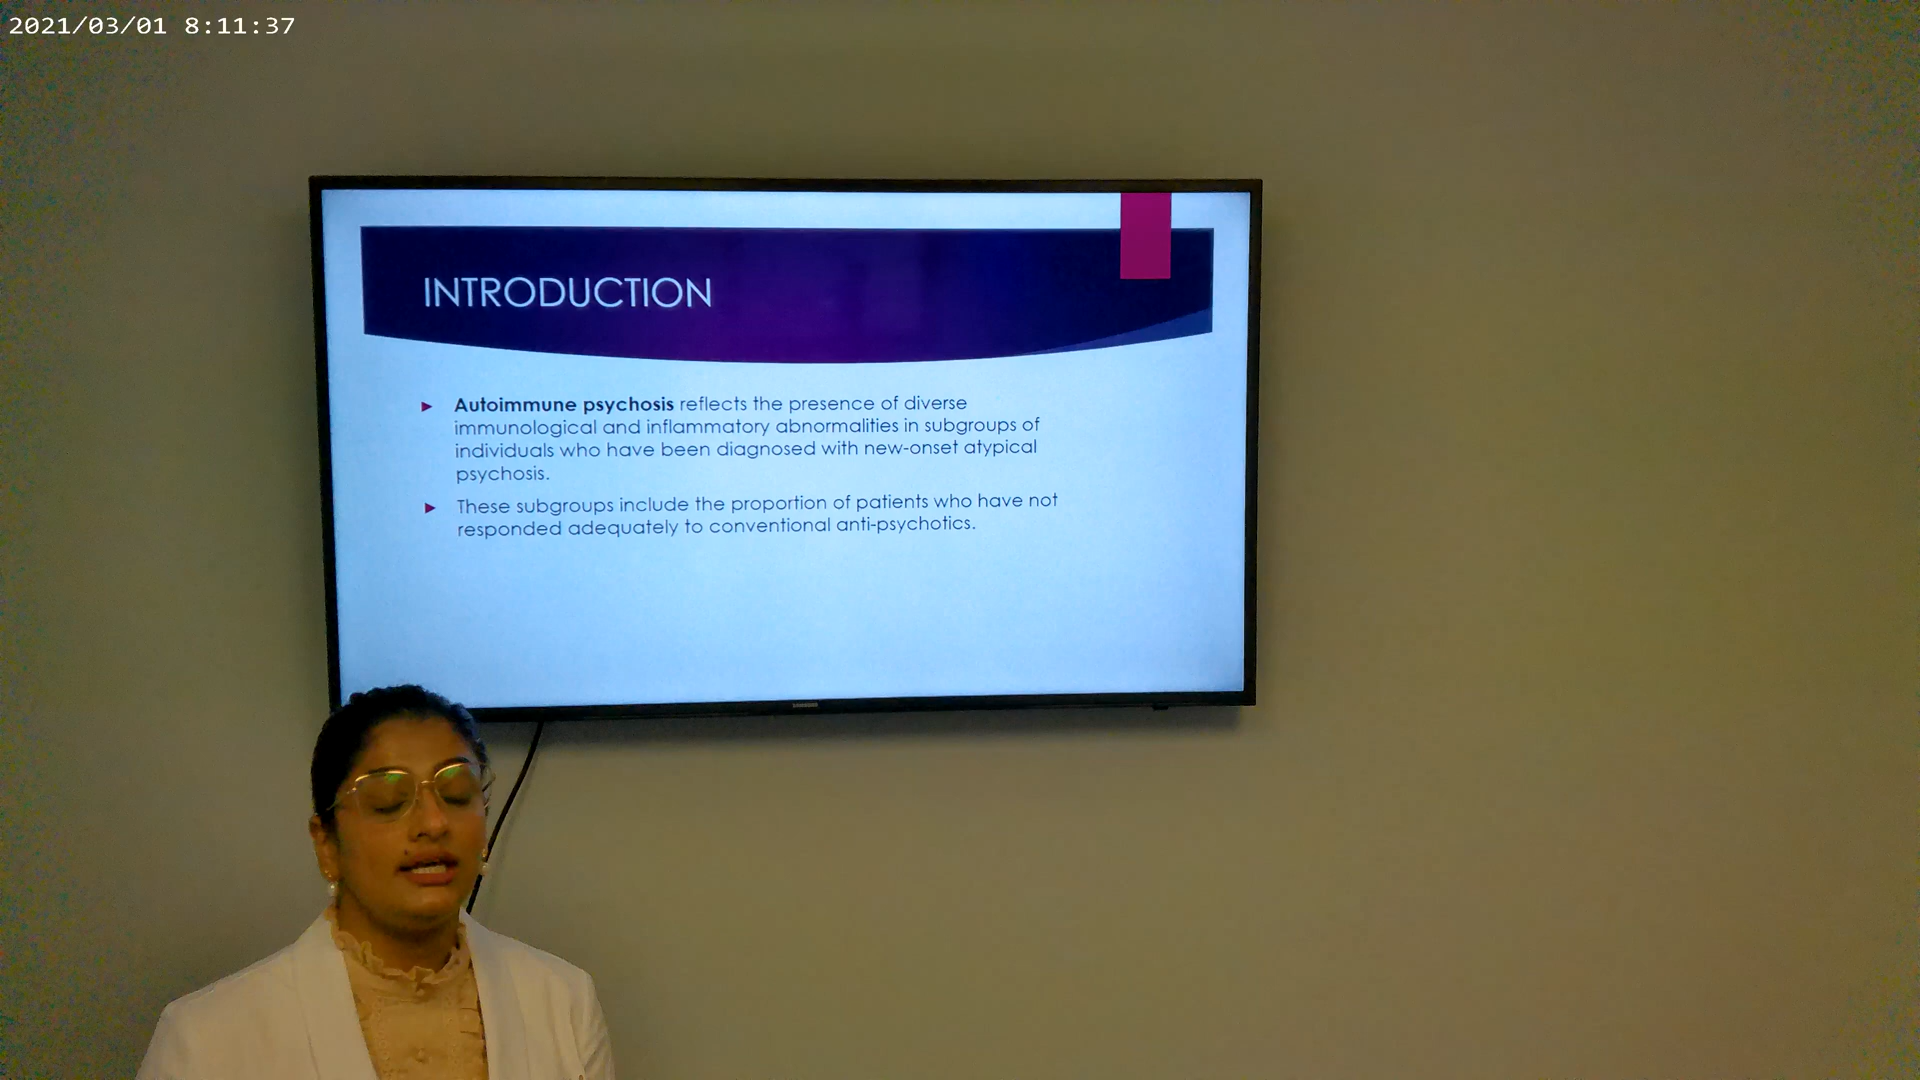 2021/03/01 8:11:37
INTRODUCTION
► Autoimmune psychosis reflects the presence of diverse
immunological and inflammatory abnormalities in subgroups of
individuals who have been diagnosed with new-onset atypical
psychosis.
► These subgroups include the proportion of patients who have not
responded adequately to conventional anti-psychotics.
SAMSUNG